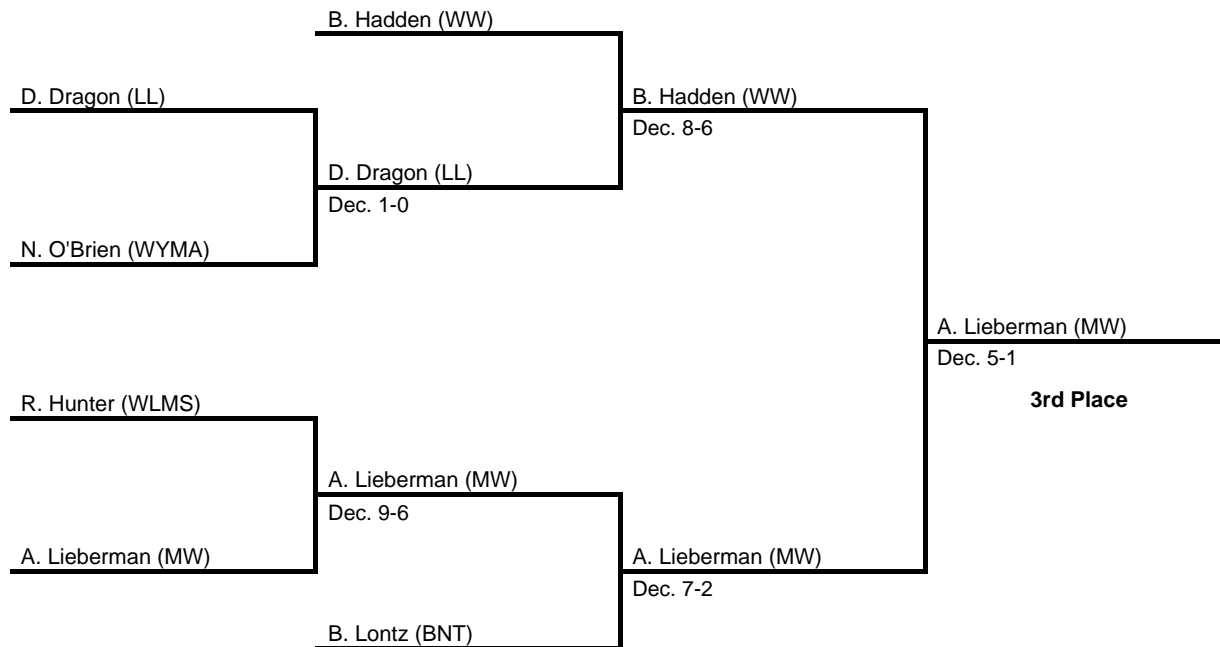 B. Hadden (WW)
D. Dragon (LL)
B. Hadden (WW)
Dec. 8-6
D. Dragon (LL)
Dec. 1-0
N. O'Brien (WYMA)
A. Lieberman (MW)
Dec. 5-1
3rd Place
R. Hunter (WLMS)
A. Lieberman (MW)
Dec. 9-6
A. Lieberman (MW)
A. Lieberman (MW)
Dec. 7-2
B. Lontz (BNT)